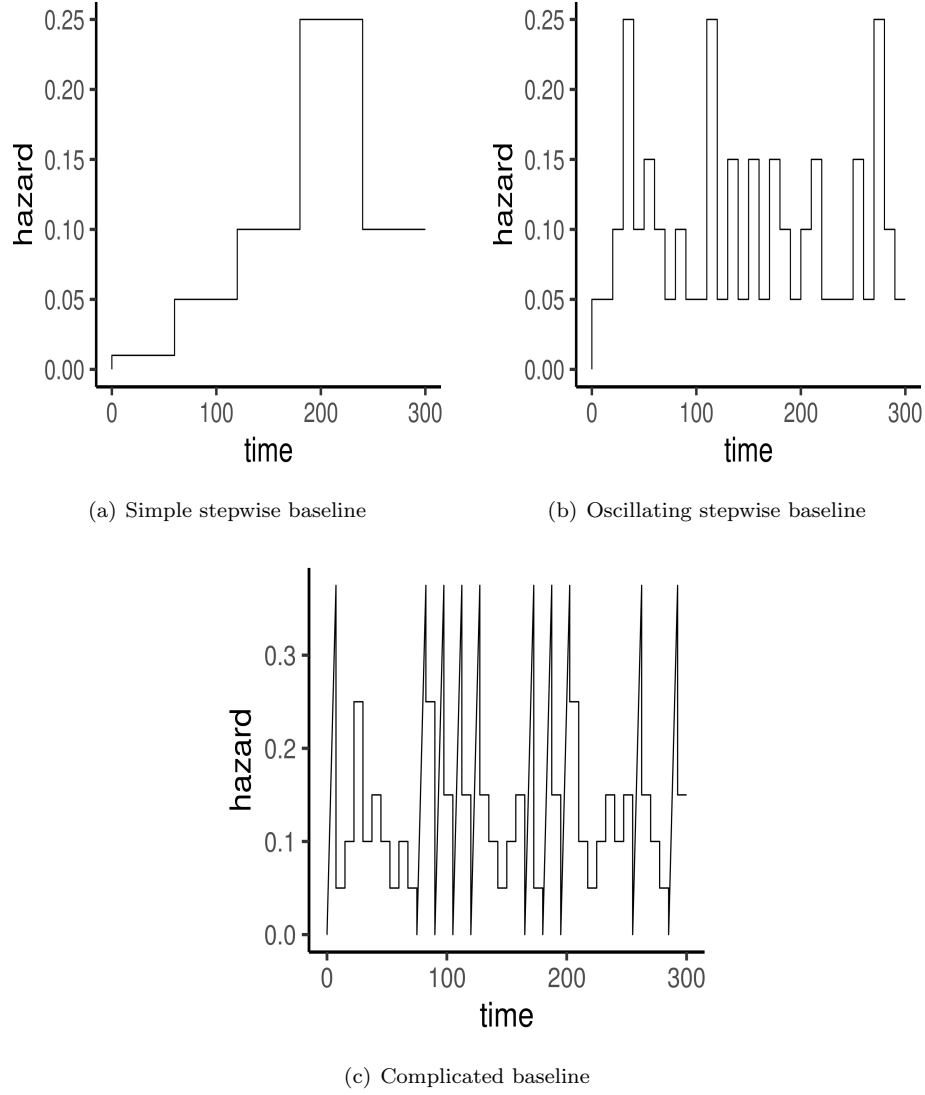 0.25
0.20
0.15
0.10
0.05
0.00
hazard
0 100 200 300
time
(a) Simple stepwise baseline
0.25
0.20
0.15
0.10
0.05
0.00
hazard
0 100 200 300
time
(b) Oscillating stepwise baseline
0.3
0.2
0.1
0.0
hazard
0 100 200 300
time
(c) Complicated baseline